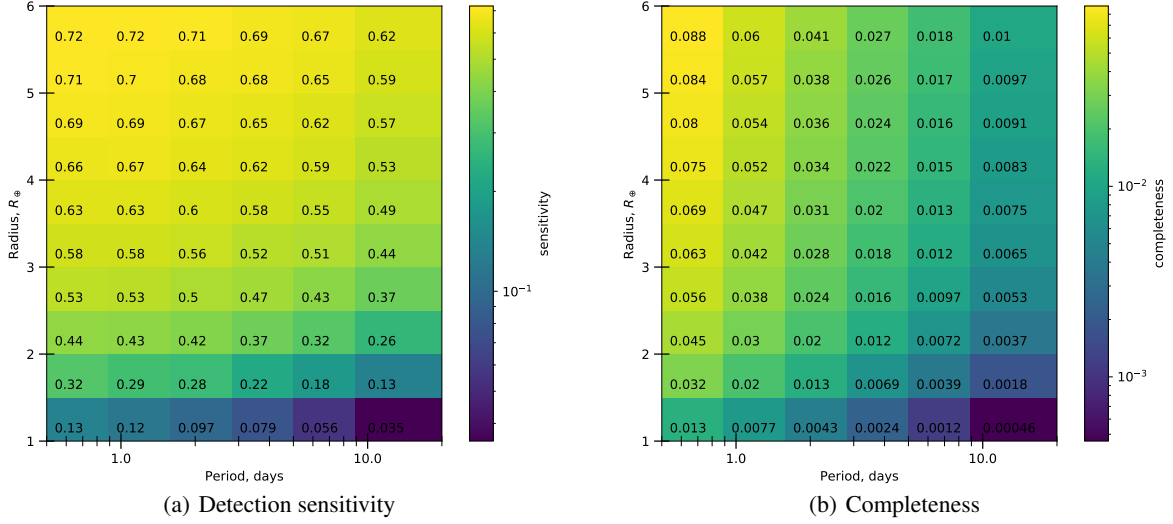 6
0.72 0.72 0.71 0.69 0.67 0.62
0.71 0.7 0.68 0.68 0.65 0.59
5
0.69 0.69 0.67 0.65 0.62 0.57
0.66 0.67 0.64 0.62 0.59 0.53
4
0.63 0.63 0.6 0.58 0.55 0.49
0.58 0.58 0.56 0.52 0.51 0.44
3
0.53 0.53 0.5 0.47 0.43 0.37
0.44 0.43 0.42 0.37 0.32 0.26
2
0.32 0.29 0.28 0.22 0.18 0.13
0.13 0.12 0.097 0.079 0.056 0.035
1
Radius, R⊕
1.0 10.0
Period, days
10⁻¹
sensitivity
(a) Detection sensitivity
6
0.088 0.06 0.041 0.027 0.018 0.01
0.084 0.057 0.038 0.026 0.017 0.0097
5
0.08 0.054 0.036 0.024 0.016 0.0091
0.075 0.052 0.034 0.022 0.015 0.0083
4
0.069 0.047 0.031 0.02 0.013 0.0075
0.063 0.042 0.028 0.018 0.012 0.0065
3
0.056 0.038 0.024 0.016 0.0097 0.0053
0.045 0.03 0.02 0.012 0.0072 0.0037
2
0.032 0.02 0.013 0.0069 0.0039 0.0018
0.013 0.0077 0.0043 0.0024 0.0012 0.00046
1
Radius, R⊕
1.0 10.0
Period, days
10⁻²
10⁻³
completeness
(b) Completeness